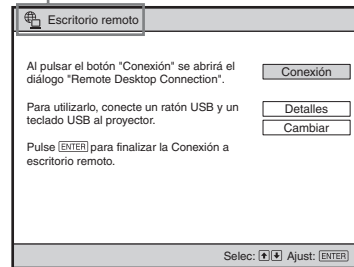 Escritorio remoto
Al pulsar el botón "Conexión" se abrirá el
diálogo "Remote Desktop Connection".
Conexión
Para utilizarlo, conecte un ratón USB y un
teclado USB al proyector.
Detalles
Cambiar
Pulse ENTER para finalizar la Conexión a
escritorio remoto.
Selec: Ajust: ENTER